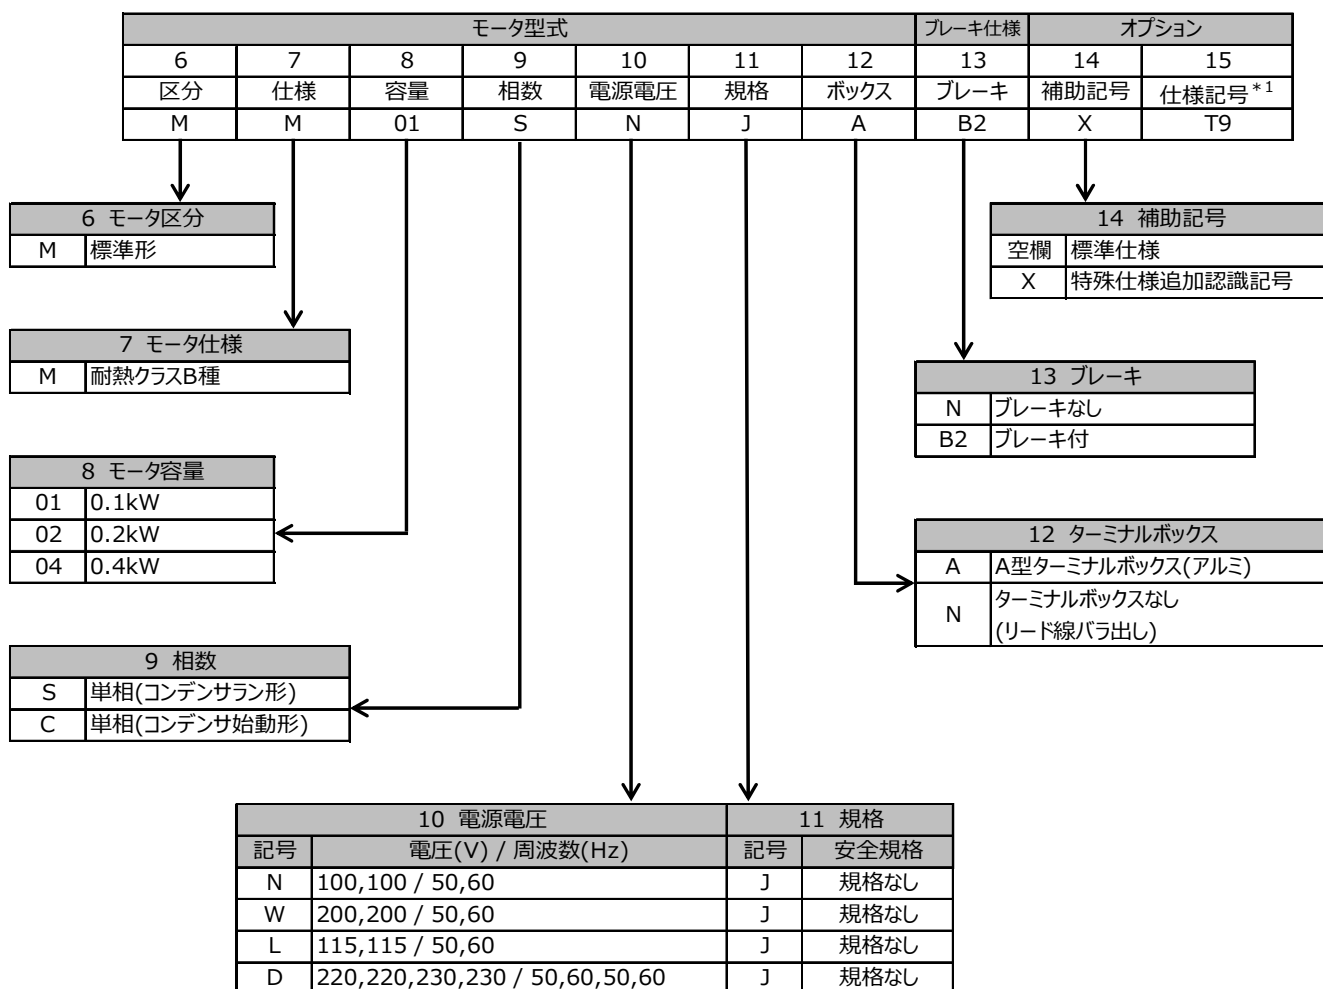 モータ型式 ブレーキ仕様 オプション
6 7 8 9 10 11 12 13 14 15
区分 仕様 容量 相数 電源電圧 規格 ボックス ブレーキ 補助記号 仕様記号*1
M M 01 S N J A B2 X T9
6 モータ区分
M 標準形
14 補助記号
空欄 標準仕様
X 特殊仕様追加認識記号
7 モータ仕様
M 耐熱クラスB種
13 ブレーキ
N ブレーキなし
B2 ブレーキ付
8 モータ容量
01 0.1kW
02 0.2kW
04 0.4kW
12 ターミナルボックス
A A型ターミナルボックス(アルミ)
N ターミナルボックスなし
(リード線バラ出し)
9 相数
S 単相(コンデンサラン形)
C 単相(コンデンサ始動形)
10 電源電圧 11 規格
記号 電圧(V) / 周波数(Hz) 記号 安全規格
N 100,100 / 50,60 J 規格なし
W 200,200 / 50,60 J 規格なし
L 115,115 / 50,60 J 規格なし
D 220,220,230,230 / 50,60,50,60 J 規格なし